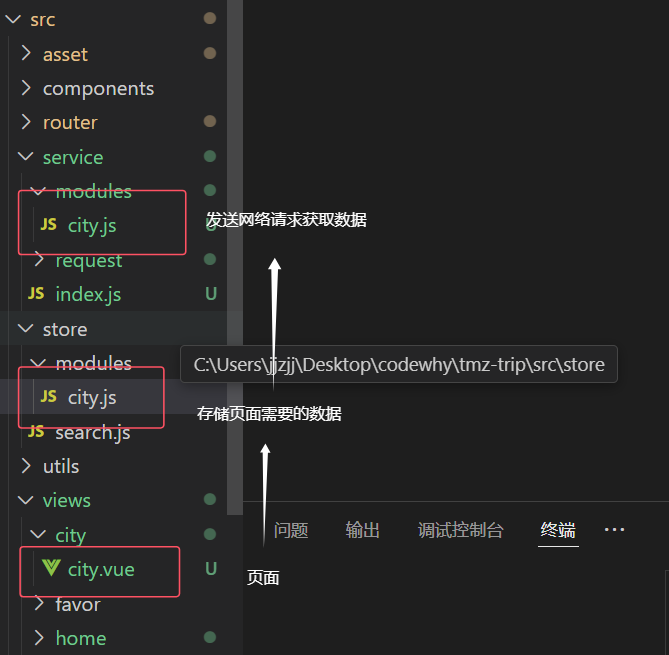 src
asset
components
router
service
modules
JS city.js
发送网络请求获取数据
request
JS index.js U
store
modules
C:\Users\jjzjj\Desktop\codewhy\tmz-trip\src\store
JS city.js
存储页面需要的数据
JS search.js
utils
views
问题 输出 调试控制台 终端 ...
city
city.vue U
页面
favor
home